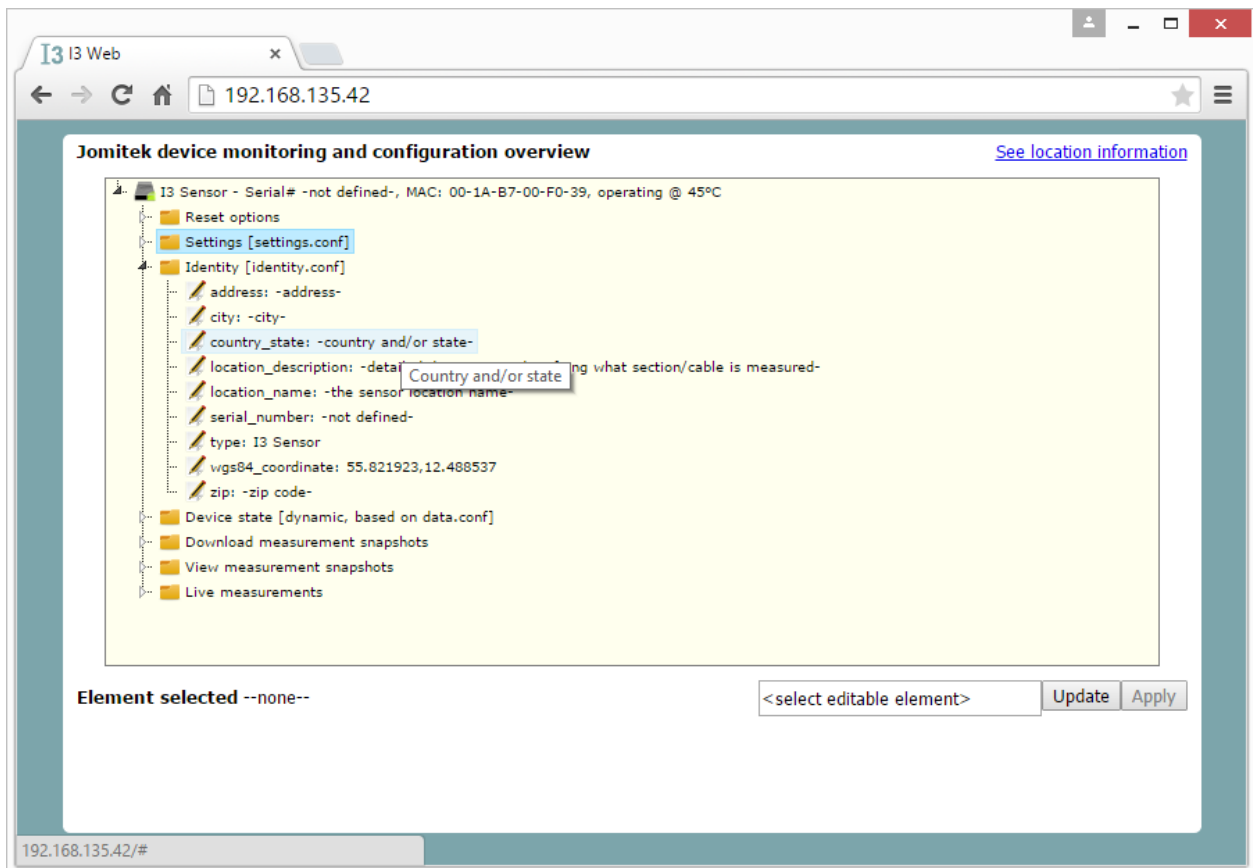 I3 I3 Web
192.168.135.42
Jomitek device monitoring and configuration overview
See location information
I3 Sensor - Serial# -not defined-, MAC: 00-1A-B7-00-F0-39, operating @ 45ºC
Reset options
Settings [settings.conf]
Identity [identity.conf]
address: -address-
city: -city-
country_state: -country and/or state-
location_description: -detai ng what section/cable is measured-
Country and/or state
location_name: -the sensor location name-
serial_number: -not defined-
type: I3 Sensor
wgs84_coordinate: 55.821923,12.488537
zip: -zip code-
Device state [dynamic, based on data.conf]
Download measurement snapshots
View measurement snapshots
Live measurements
Element selected --none--
<select editable element>
Update
Apply
192.168.135.42/#